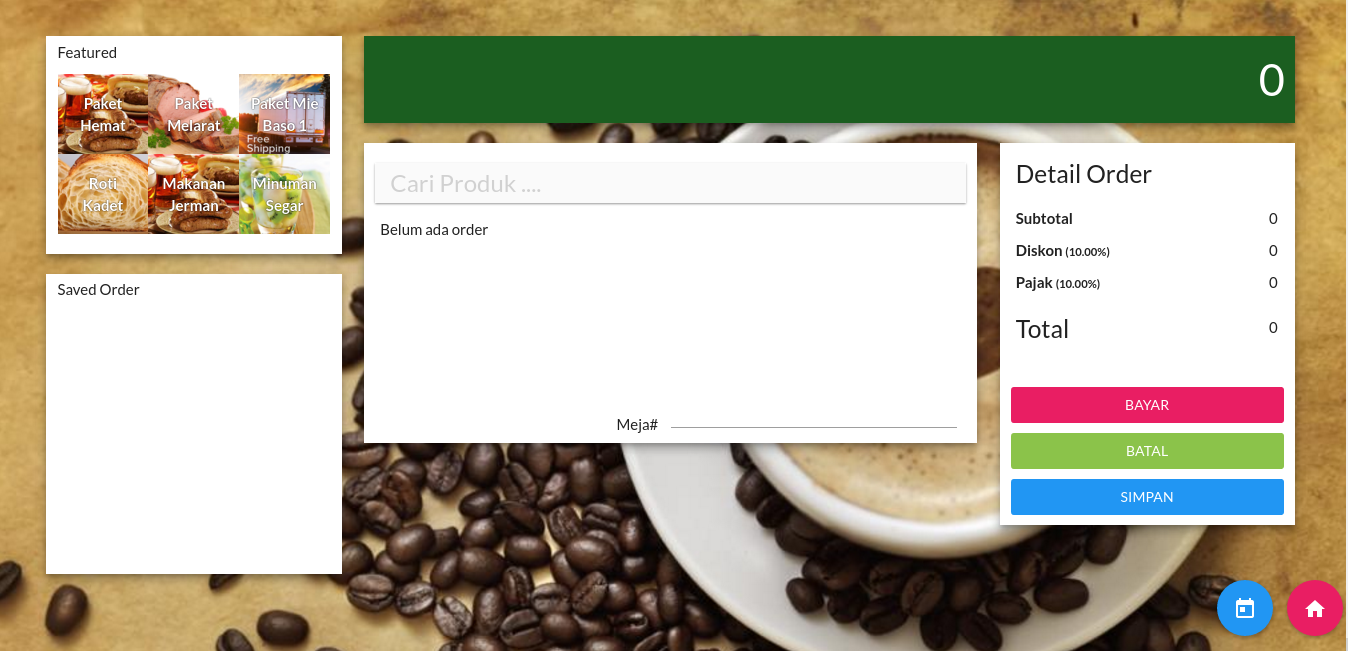 Featured
Paket
Hemat
Paket
Melarat
Paket Mie
Baso 1
Free
Shipping
Roti
Kadet
Makanan
Jerman
Minuman
Segar
Saved Order
0
Cari Produk ....
Belum ada order
Meja#
Detail Order
Subtotal 0
Diskon (10.00%) 0
Pajak (10.00%) 0
Total 0
BAYAR
BATAL
SIMPAN